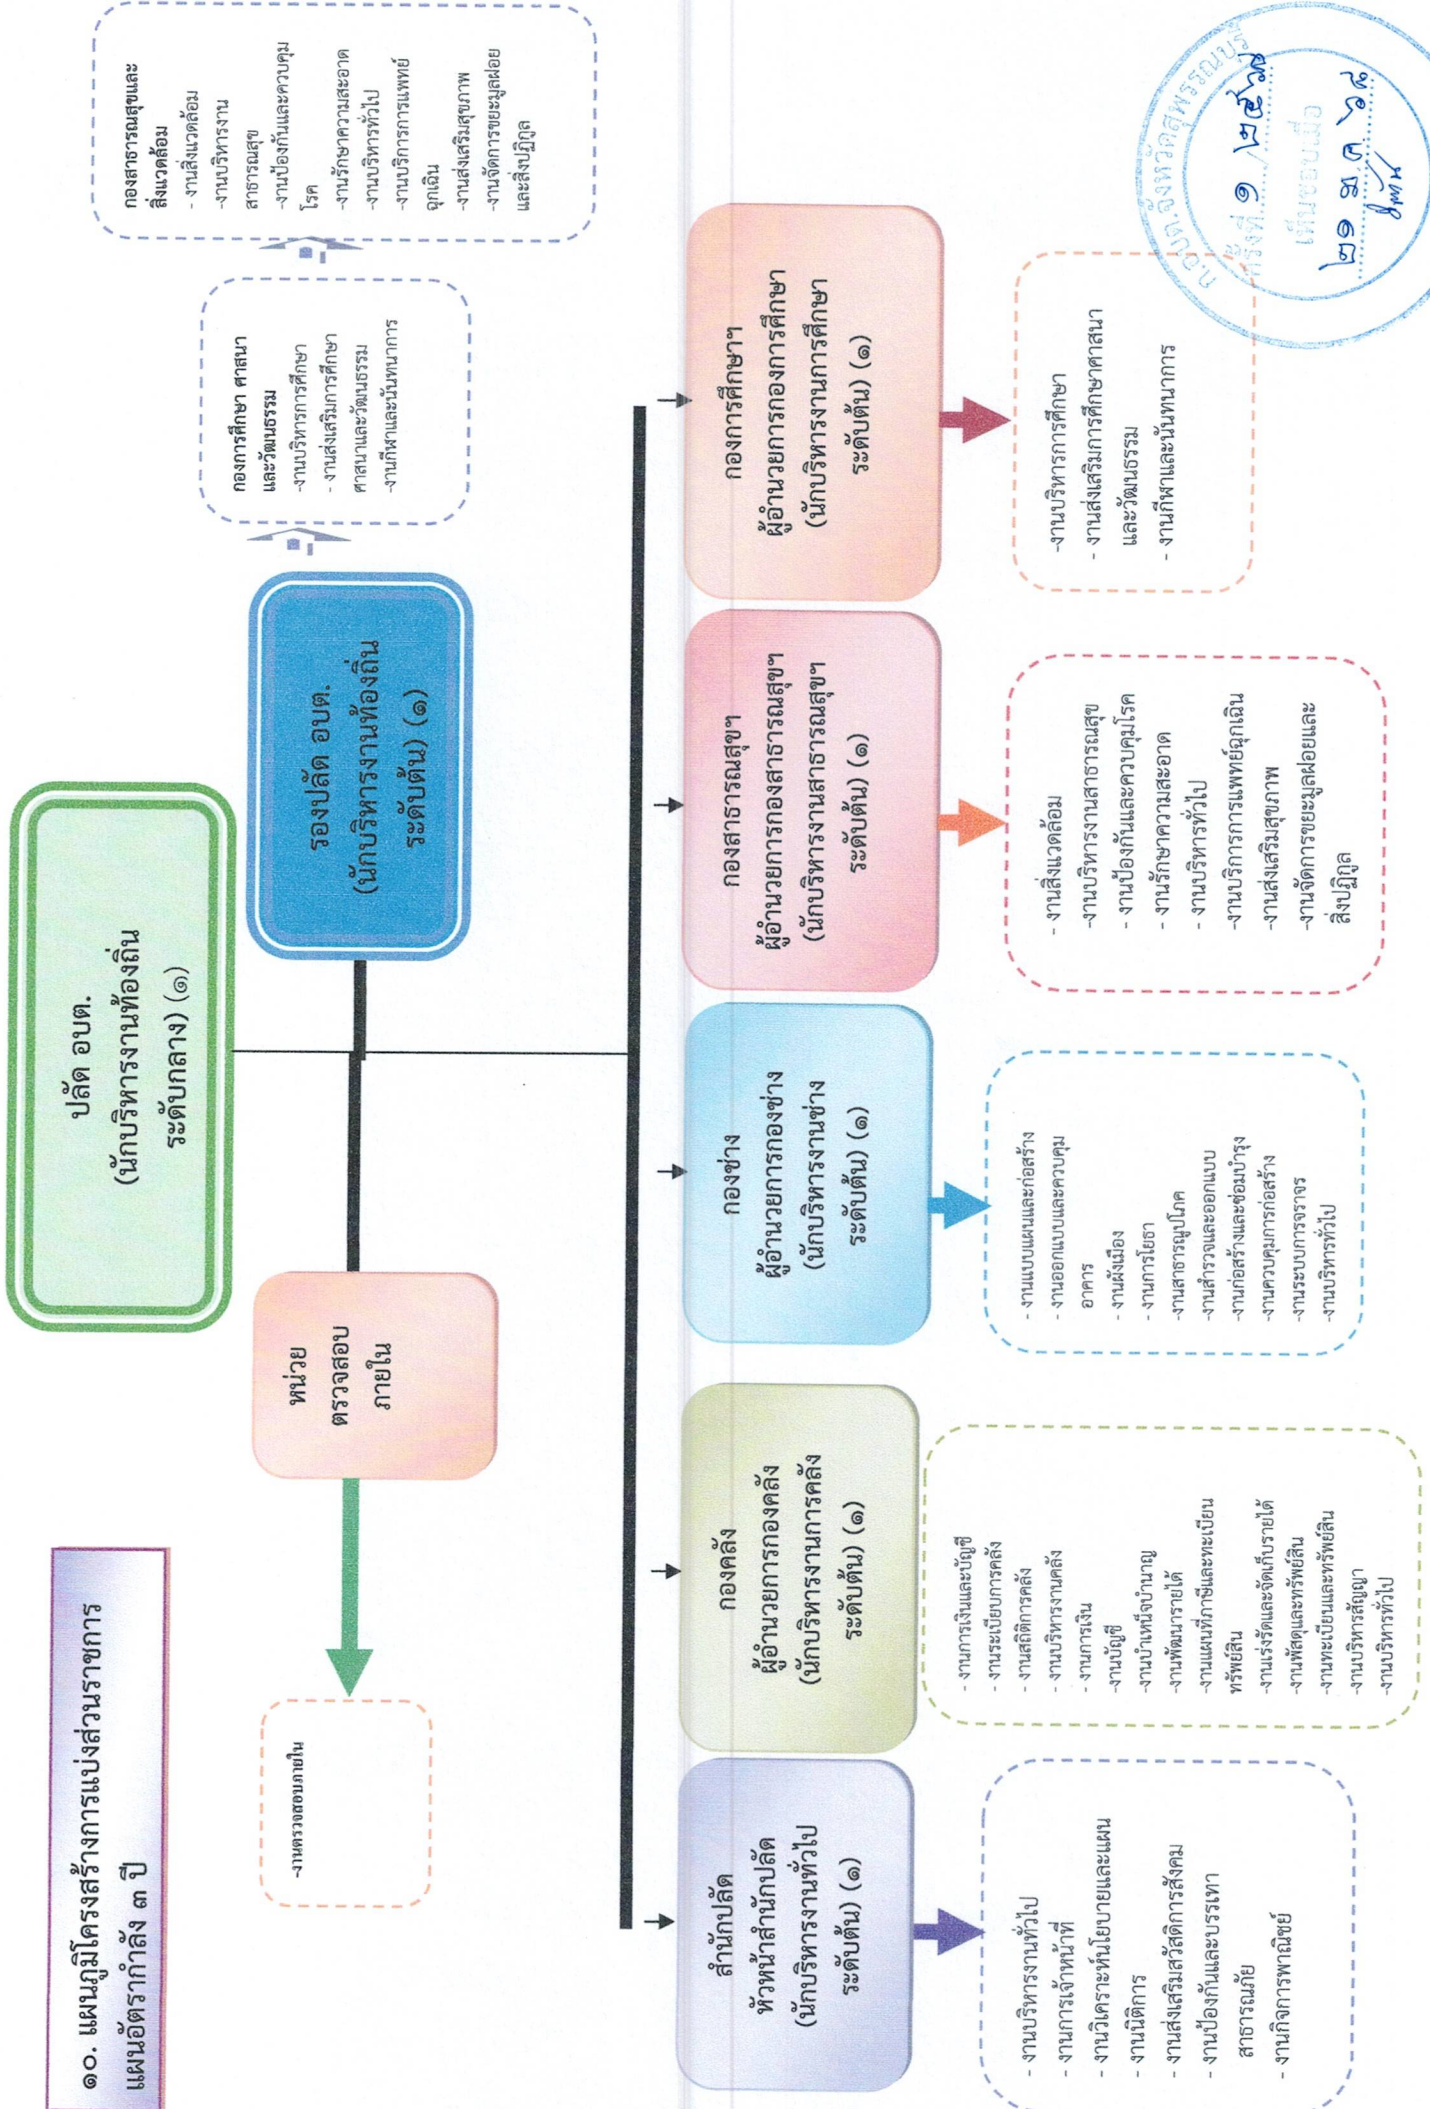 ๑๐. แผนภูมิโครงสร้างการแบ่งส่วนราชการ
แผนอัตรากำลัง ๓ ปี
ปลัด อบต.
(นักบริหารงานท้องถิ่น
ระดับกลาง) (๑)
หน่วย
ตรวจสอบ
ภายใน
-งานตรวจสอบภายใน
รองปลัด อบต.
(นักบริหารงานท้องถิ่น
ระดับต้น) (๑)
กองการศึกษา ศาสนา
และวัฒนธรรม
-งานบริหารการศึกษา
- งานส่งเสริมการศึกษา
ศาสนาและวัฒนธรรม
-งานกีฬาและนันทนาการ
กองสาธารณสุขและ
สิ่งแวดล้อม
- งานสิ่งแวดล้อม
-งานบริหารงาน
สาธารณสุข
-งานป้องกันและควบคุม
โรค
-งานรักษาความสะอาด
-งานบริหารทั่วไป
-งานบริการการแพทย์
ฉุกเฉิน
-งานส่งเสริมสุขภาพ
-งานจัดการขยะมูลฝอย
และสิ่งปฏิกูล
สำนักปลัด
หัวหน้าสำนักปลัด
(นักบริหารงานทั่วไป
ระดับต้น) (๑)
- งานบริหารงานทั่วไป
- งานการเจ้าหน้าที่
- งานวิเคราะห์นโยบายและแผน
- งานนิติการ
- งานส่งเสริมสวัสดิการสังคม
- งานป้องกันและบรรเทา
สาธารณภัย
- งานกิจการพาณิชย์
กองคลัง
ผู้อำนวยการกองคลัง
(นักบริหารงานการคลัง
ระดับต้น) (๑)
- งานการเงินและบัญชี
- งานระเบียบการคลัง
- งานสถิติการคลัง
- งานบริหารงานคลัง
- งานการเงิน
-งานบัญชี
-งานบำเหน็จบำนาญ
-งานพัฒนารายได้
-งานแผนที่ภาษีและทะเบียน
ทรัพย์สิน
-งานเร่งรัดและจัดเก็บรายได้
-งานพัสดุและทรัพย์สิน
-งานทะเบียนและทรัพย์สิน
-งานบริหารสัญญา
-งานบริหารทั่วไป
กองช่าง
ผู้อำนวยการกองช่าง
(นักบริหารงานช่าง
ระดับต้น) (๑)
- งานแบบแผนและก่อสร้าง
- งานออกแบบและควบคุม
อาคาร
- งานผังเมือง
- งานการโยธา
-งานสาธารณูปโภค
-งานสำรวจและออกแบบ
-งานก่อสร้างและซ่อมบำรุง
-งานควบคุมการก่อสร้าง
-งานระบบการจราจร
-งานบริหารทั่วไป
กองสาธารณสุขฯ
ผู้อำนวยการกองสาธารณสุขฯ
(นักบริหารงานสาธารณสุขฯ
ระดับต้น) (๑)
- งานสิ่งแวดล้อม
-งานบริหารงานสาธารณสุข
- งานป้องกันและควบคุมโรค
- งานรักษาความสะอาด
- งานบริหารทั่วไป
-งานบริการการแพทย์ฉุกเฉิน
-งานส่งเสริมสุขภาพ
-งานจัดการขยะมูลฝอยและ
สิ่งปฏิกูล
กองการศึกษาฯ
ผู้อำนวยการกองการศึกษา
(นักบริหารงานการศึกษา
ระดับต้น) (๑)
-งานบริหารการศึกษา
- งานส่งเสริมการศึกษาศาสนา
และวัฒนธรรม
- งานกีฬาและนันทนาการ
ก.อบต.จังหวัดสุพรรณบุรี
ครั้งที่ ๑ / ๒๕๖๘
เห็นชอบเมื่อ
๒๑ ม.ค. ๖๘